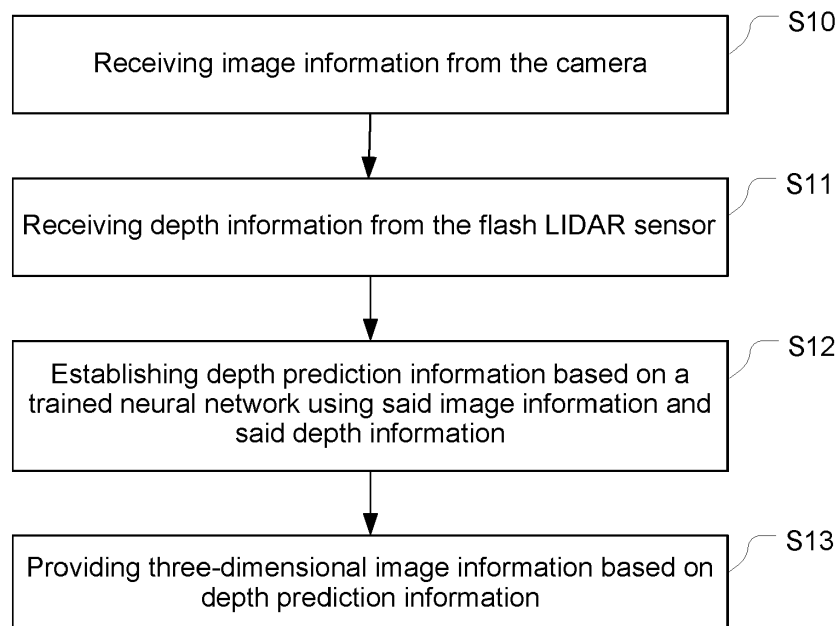 S10
Receiving image information from the camera
S11
Receiving depth information from the flash LIDAR sensor
S12
Establishing depth prediction information based on a
trained neural network using said image information and
said depth information
S13
Providing three-dimensional image information based on
depth prediction information